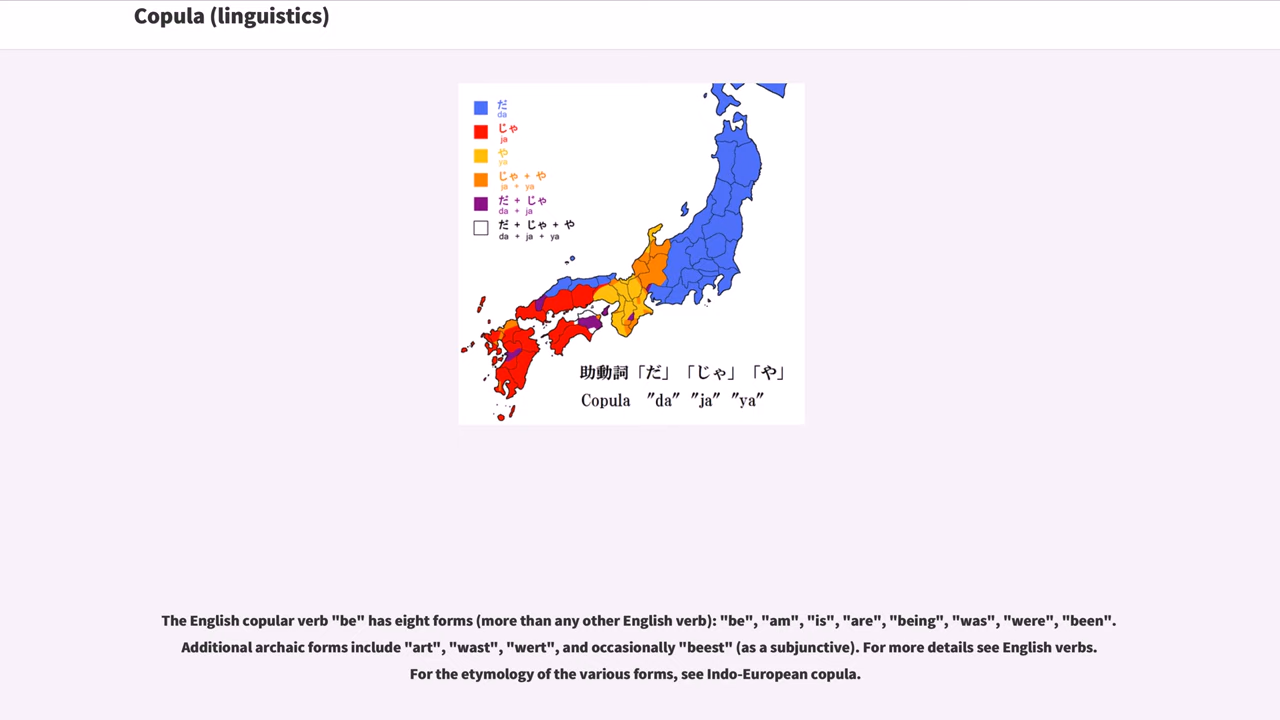 Copula (linguistics)
だ
da
じゃ
ja
や
ya
じゃ + や
ja + ya
だ + じゃ
da + ja
だ + じゃ + や
da + ja + ya
助動詞「だ」「じゃ」「や」
Copula "da" "ja" "ya"
The English copular verb "be" has eight forms (more than any other English verb): "be", "am", "is", "are", "being", "was", "were", "been".
Additional archaic forms include "art", "wast", "wert", and occasionally "beest" (as a subjunctive). For more details see English verbs.
For the etymology of the various forms, see Indo-European copula.